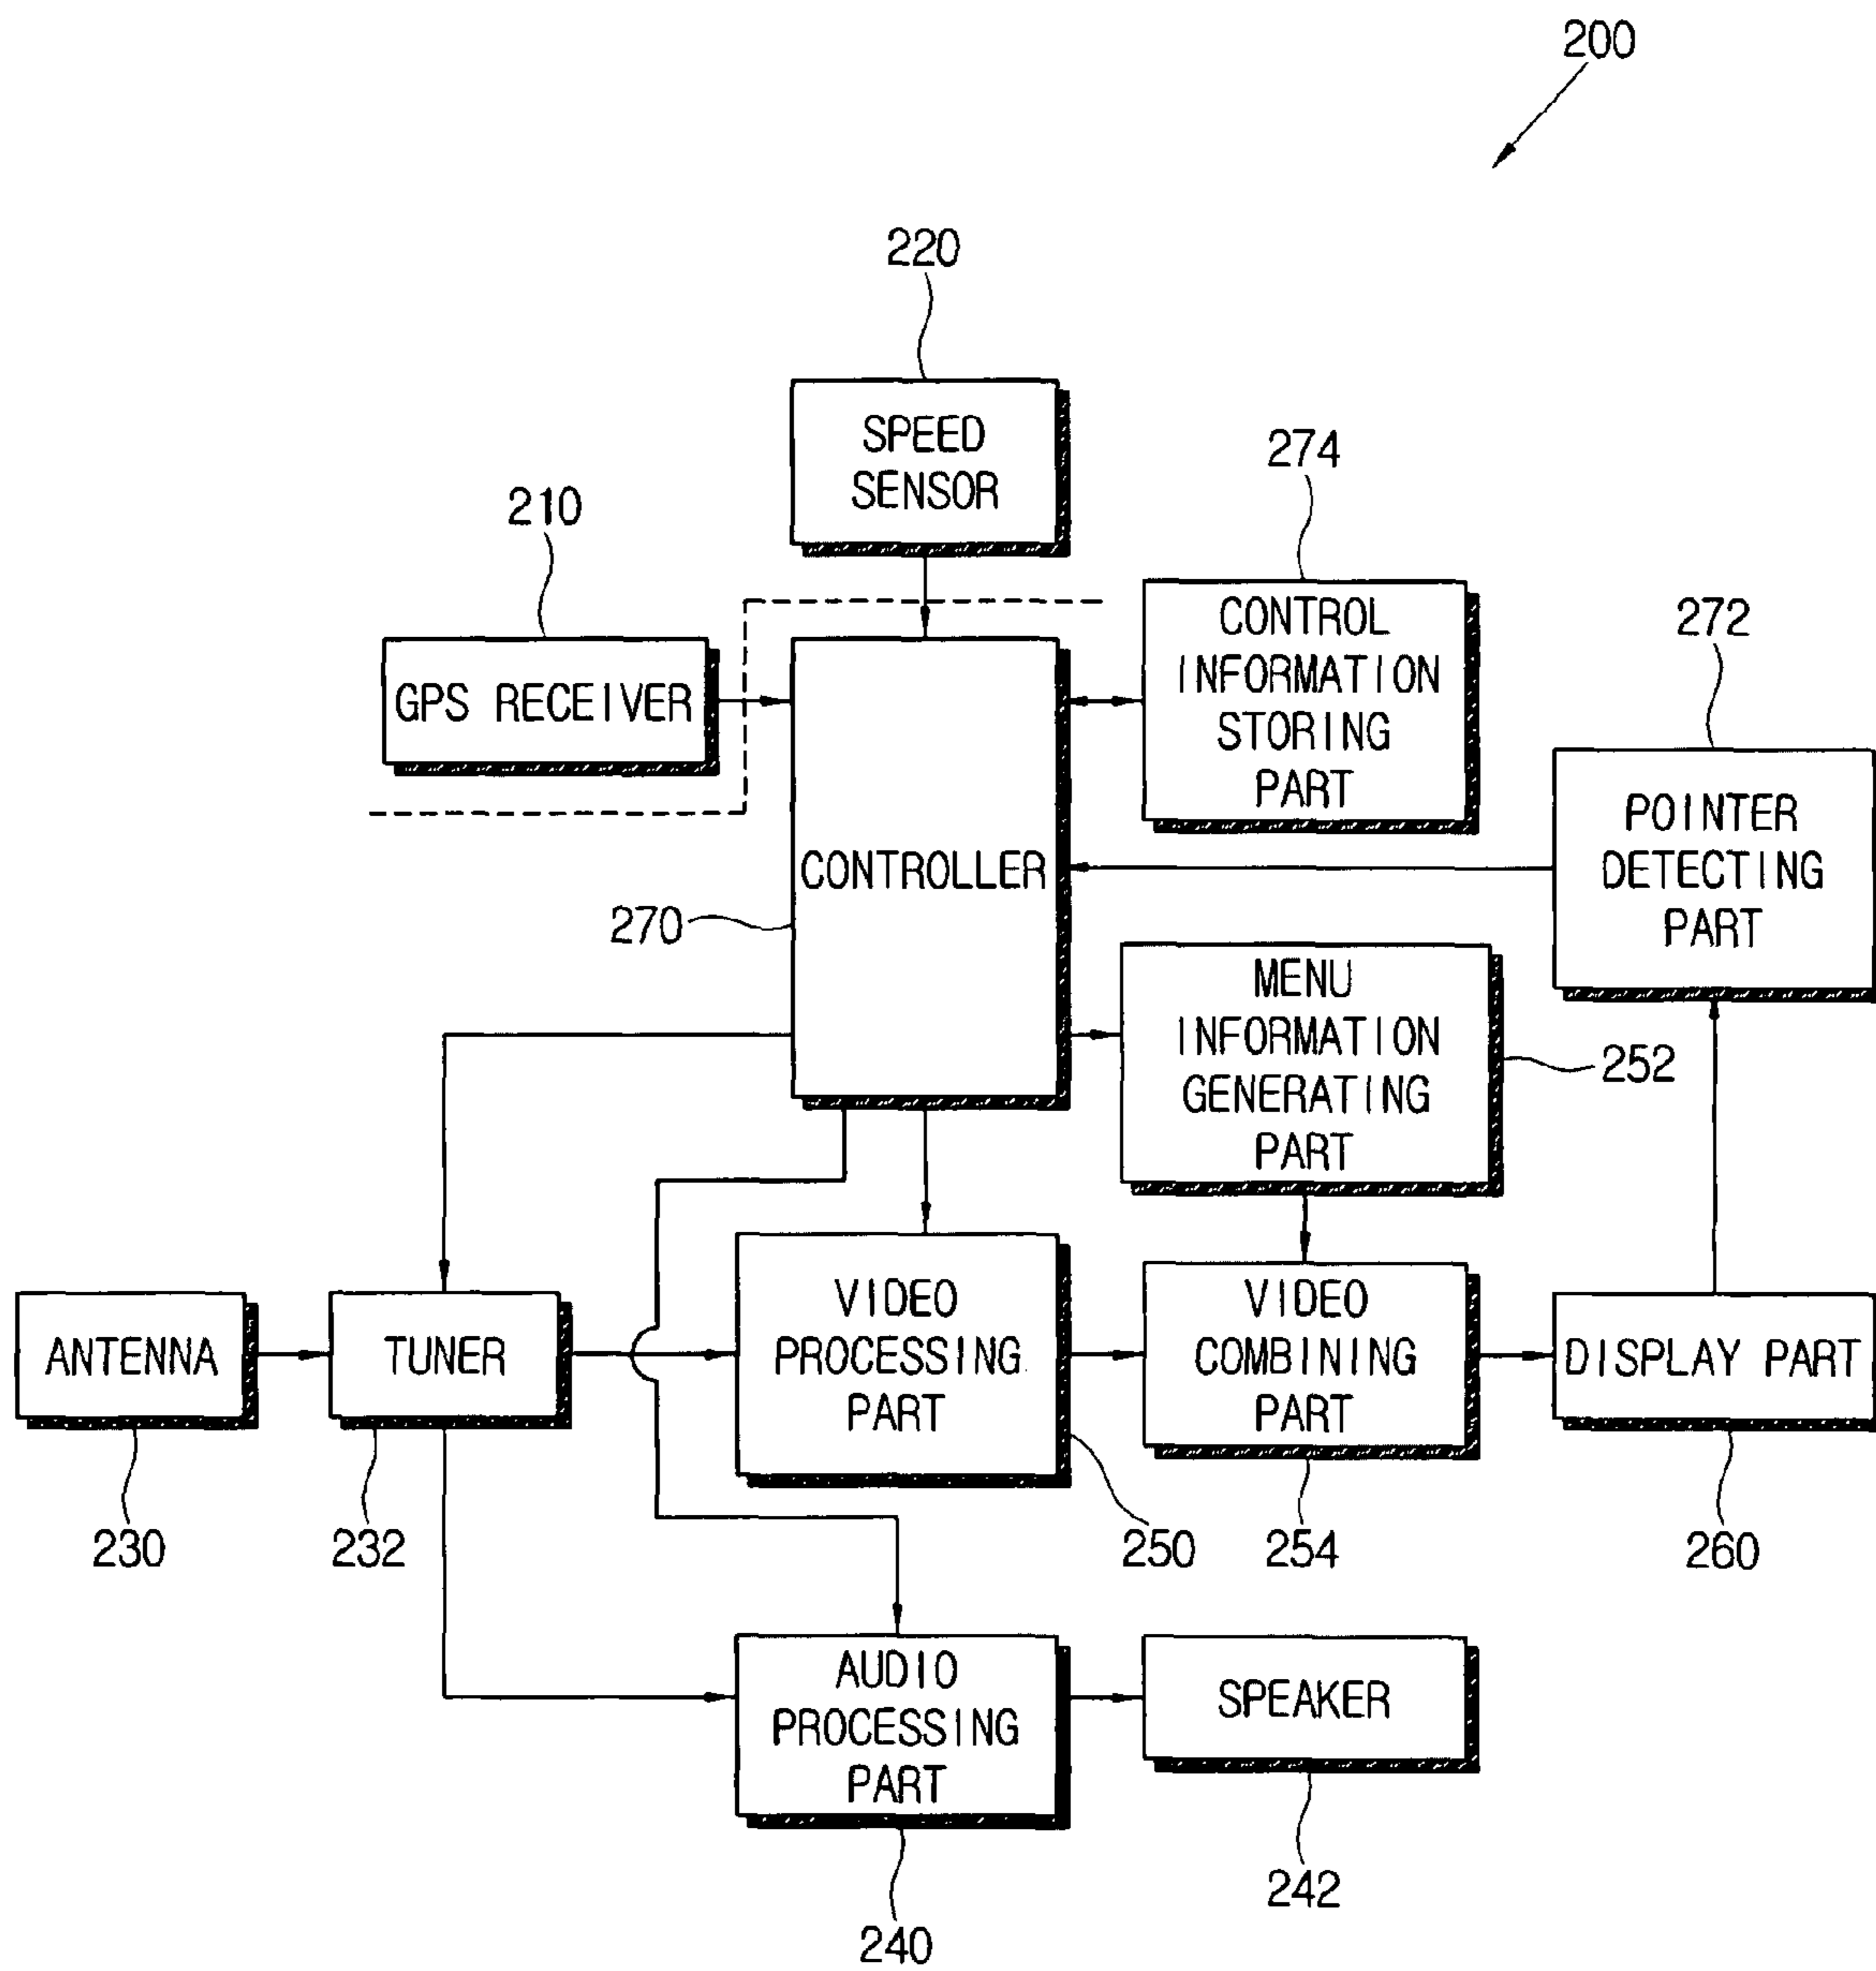 200
220
SPEED
SENSOR
274
210
CONTROL
INFORMATION
STORING
PART
272
GPS RECEIVER
POINTER
DETECTING
PART
CONTROLLER
270
MENU
INFORMATION
GENERATING
PART
252
ANTENNA
TUNER
VIDEO
PROCESSING
PART
VIDEO
COMBINING
PART
DISPLAY PART
230
232
250
254
260
AUDIO
PROCESSING
PART
SPEAKER
242
240